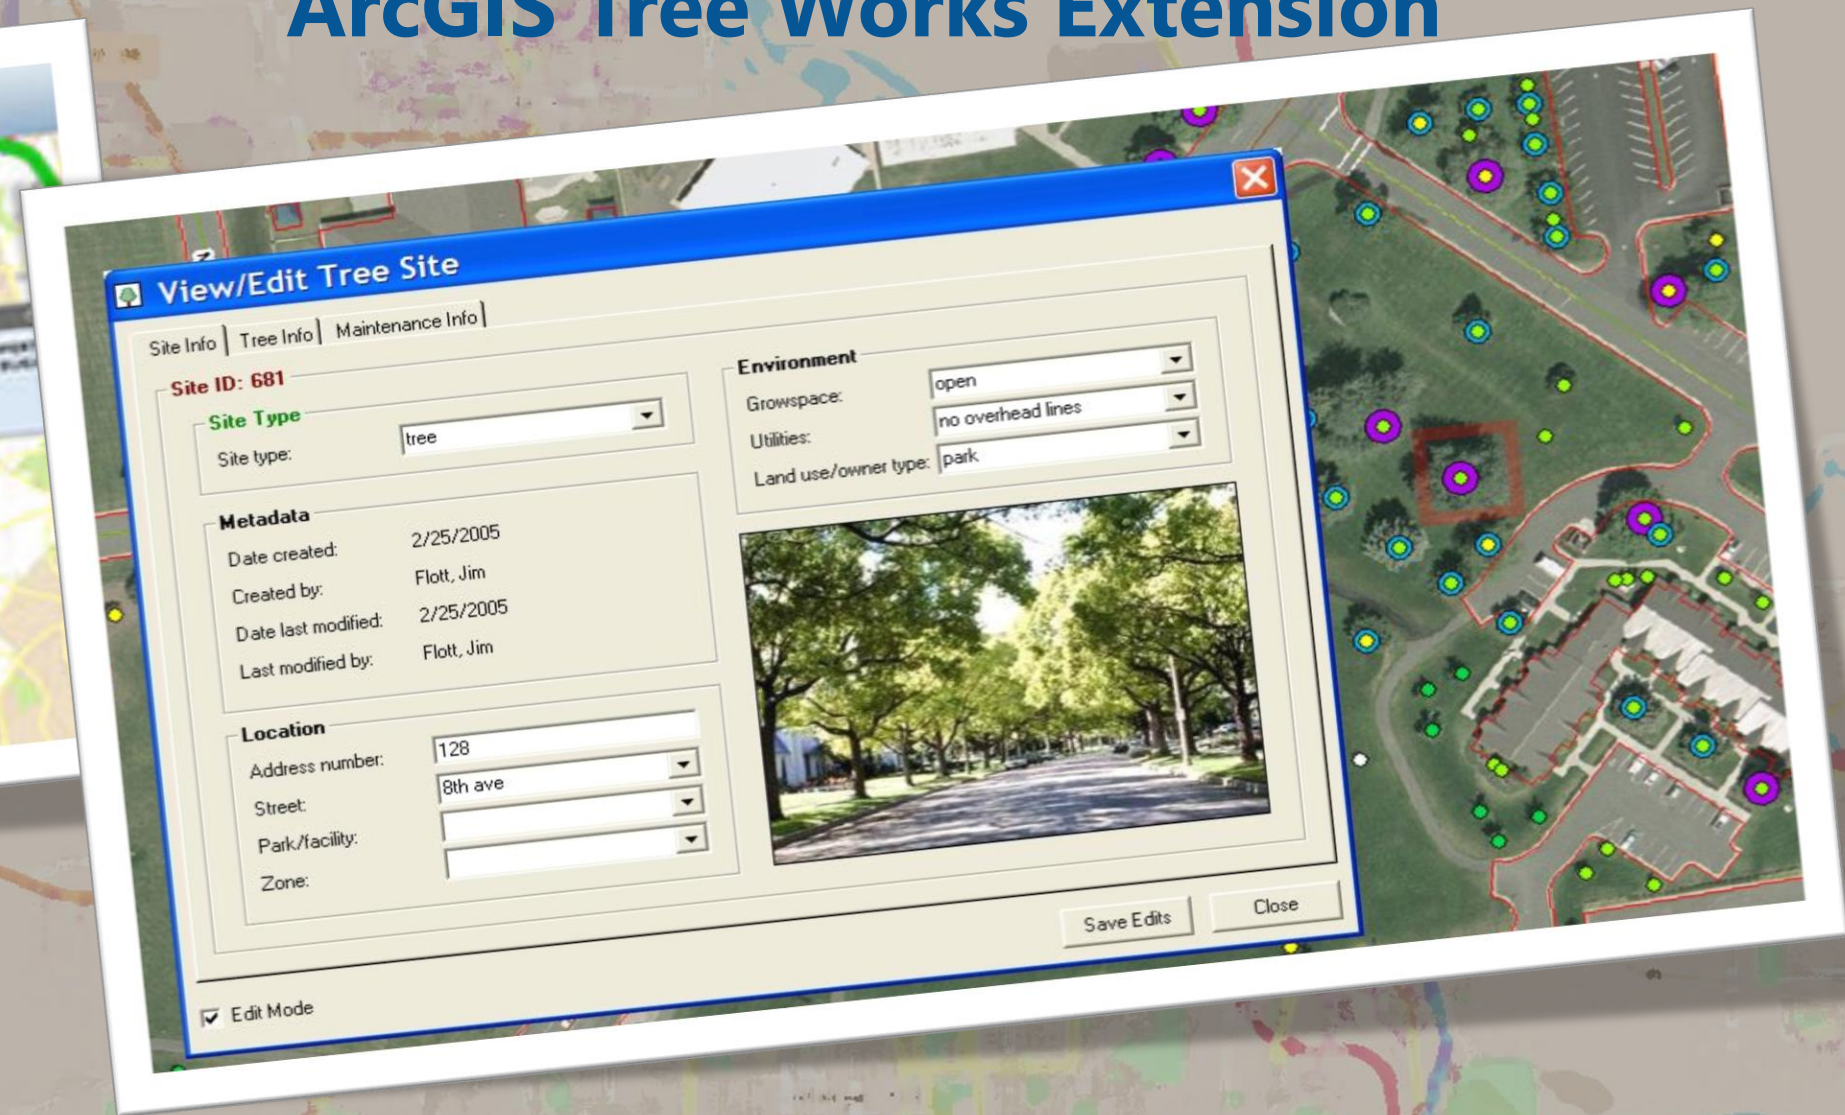 ArcGIS Tree Works Extension
View/Edit Tree Site
Site Info
Tree Info
Maintenance Info
Site ID: 681
Site Type
Site type:
tree
Metadata
Date created:
2/25/2005
Created by:
Flott, Jim
Date last modified:
2/25/2005
Last modified by:
Flott, Jim
Location
Address number:
128
Street:
8th ave
Park/facility:
Zone:
Environment
Growspace:
open
Utilities:
no overhead lines
Land use/owner type:
park
Save Edits
Close
Edit Mode